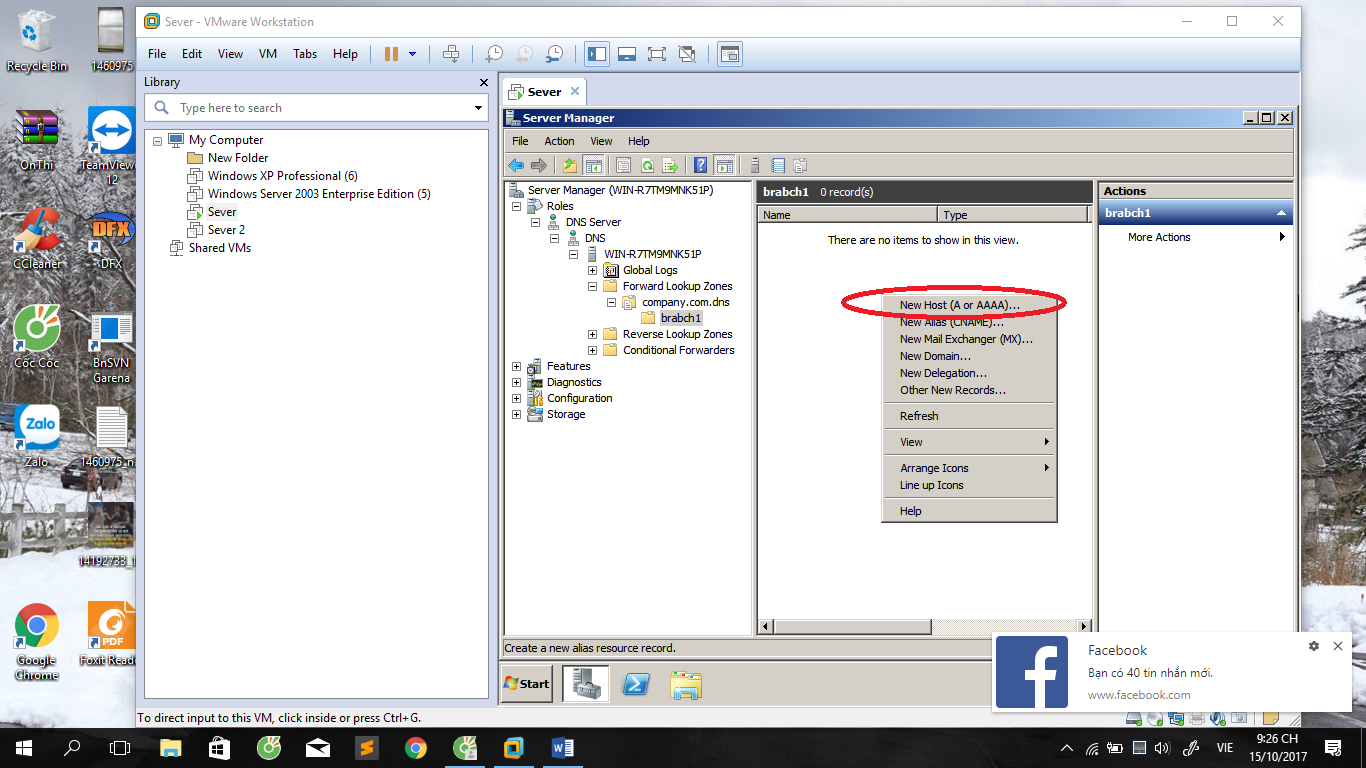 Recycle Bin
1460975
OnThi
TeamView...
12
CCleaner
DFX
Cốc Cốc
BnSVN
Garena
Zalo
Zalo
1460975_n...
14192733_1...
Google
Chrome
PDF
Foxit Read...
Sever - VMware Workstation
File Edit View VM Tabs Help
Library
Type here to search
My Computer
New Folder
Windows XP Professional (6)
Windows Server 2003 Enterprise Edition (5)
Sever
Sever 2
Shared VMs
Sever
Server Manager
File Action View Help
Server Manager (WIN-R7TM9MNK51P)
Roles
DNS Server
DNS
WIN-R7TM9MNK51P
Global Logs
Forward Lookup Zones
company.com.dns
brabch1
Reverse Lookup Zones
Conditional Forwarders
Features
Diagnostics
Configuration
Storage
brabch1 0 record(s)
Name Type
There are no items to show in this view.
New Host (A or AAAA)...
New Alias (CNAME)...
New Mail Exchanger (MX)...
New Domain...
New Delegation...
Other New Records...
Refresh
View
Arrange Icons
Line up Icons
Help
Actions
brabch1
More Actions
Create a new alias resource record.
Start
Facebook
Bạn có 40 tin nhắn mới.
www.facebook.com
To direct input to this VM, click inside or press Ctrl+G.
VIE
9:26 CH
15/10/2017